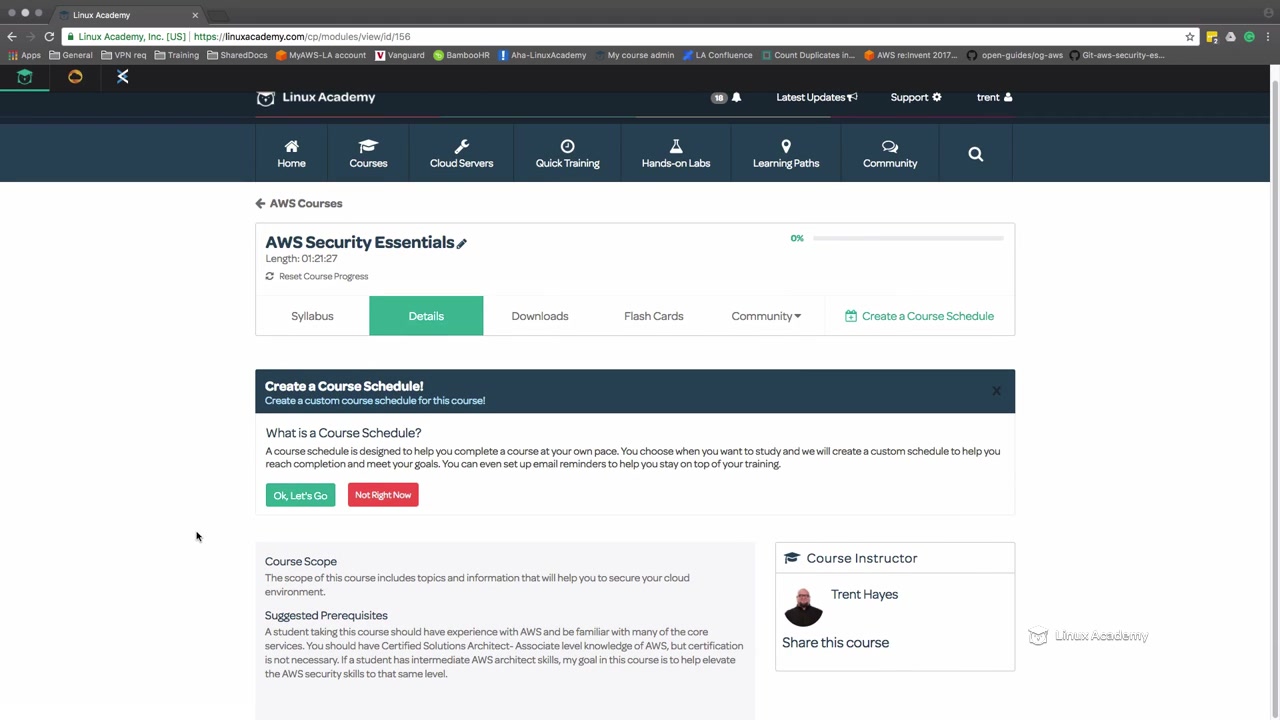 Linux Academy
Linux Academy, Inc. [US] | https://linuxacademy.com/cp/modules/view/id/156
Apps General VPN req Training SharedDocs MyAWS-LA account Vanguard BambooHR Aha-LinuxAcademy My course admin LA Confluence Count Duplicates in... AWS re:Invent 2017... open-guides/og-aws Git-aws-security-es...
Linux Academy 18 Latest Updates Support trent
Home Courses Cloud Servers Quick Training Hands-on Labs Learning Paths Community
AWS Courses
AWS Security Essentials 0%
Length: 01:21:27
Reset Course Progress
Syllabus Details Downloads Flash Cards Community Create a Course Schedule
Create a Course Schedule!
Create a custom course schedule for this course!
What is a Course Schedule?
A course schedule is designed to help you complete a course at your own pace. You choose when you want to study and we will create a custom schedule to help you
reach completion and meet your goals. You can even set up email reminders to help you stay on top of your training.
Ok, Let's Go Not Right Now
Course Scope
The scope of this course includes topics and information that will help you to secure your cloud
environment.
Suggested Prerequisites
A student taking this course should have experience with AWS and be familiar with many of the core
services. You should have Certified Solutions Architect- Associate level knowledge of AWS, but certification
is not necessary. If a student has intermediate AWS architect skills, my goal in this course is to help elevate
the AWS security skills to that same level.
Course Instructor
Trent Hayes
Share this course
Linux Academy